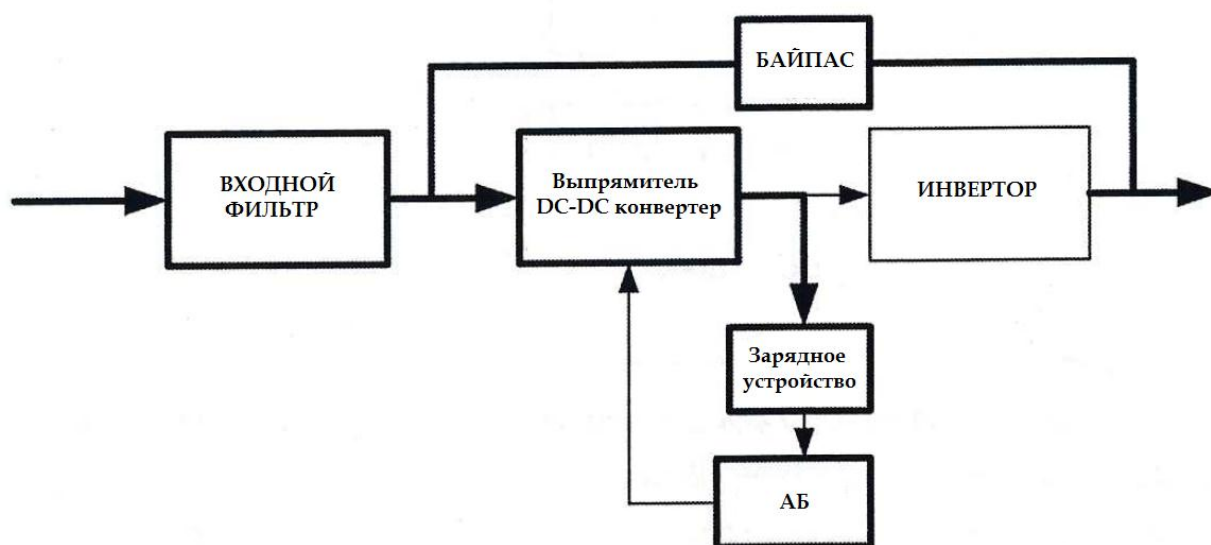 БАЙПАС
ВХОДНОЙ
ФИЛЬТР
Выпрямитель
DC-DC конвертер
ИНВЕРТОР
Зарядное
устройство
АБ